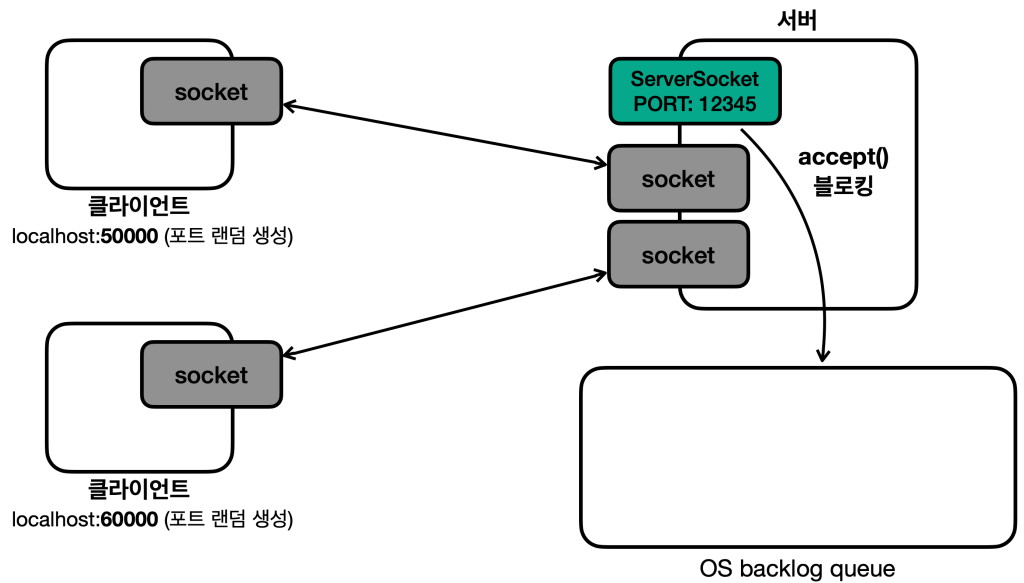 서버
socket
ServerSocket
PORT: 12345
accept()
블로킹
socket
클라이언트
localhost:50000 (포트 랜덤 생성)
socket
socket
클라이언트
localhost:60000 (포트 랜덤 생성)
OS backlog queue